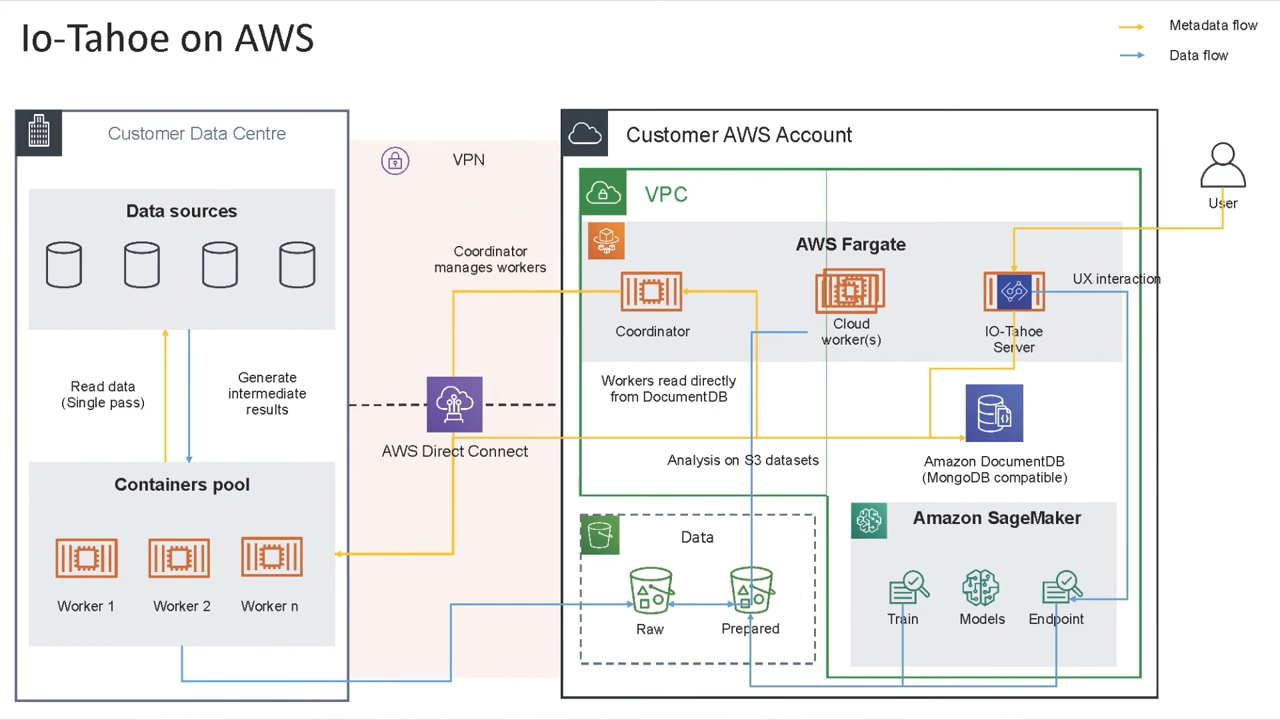 Io-Tahoe on AWS
Metadata flow
Data flow
Customer Data Centre
Data sources
Read data
(Single pass)
Generate
intermediate
results
Containers pool
Worker 1
Worker 2
Worker n
VPN
Coordinator
manages workers
AWS Direct Connect
Customer AWS Account
VPC
AWS Fargate
Coordinator
Cloud
worker(s)
IO-Tahoe
Server
UX interaction
User
Workers read directly
from DocumentDB
Analysis on S3 datasets
Amazon DocumentDB
(MongoDB compatible)
Data
Raw
Prepared
Amazon SageMaker
Train
Models
Endpoint